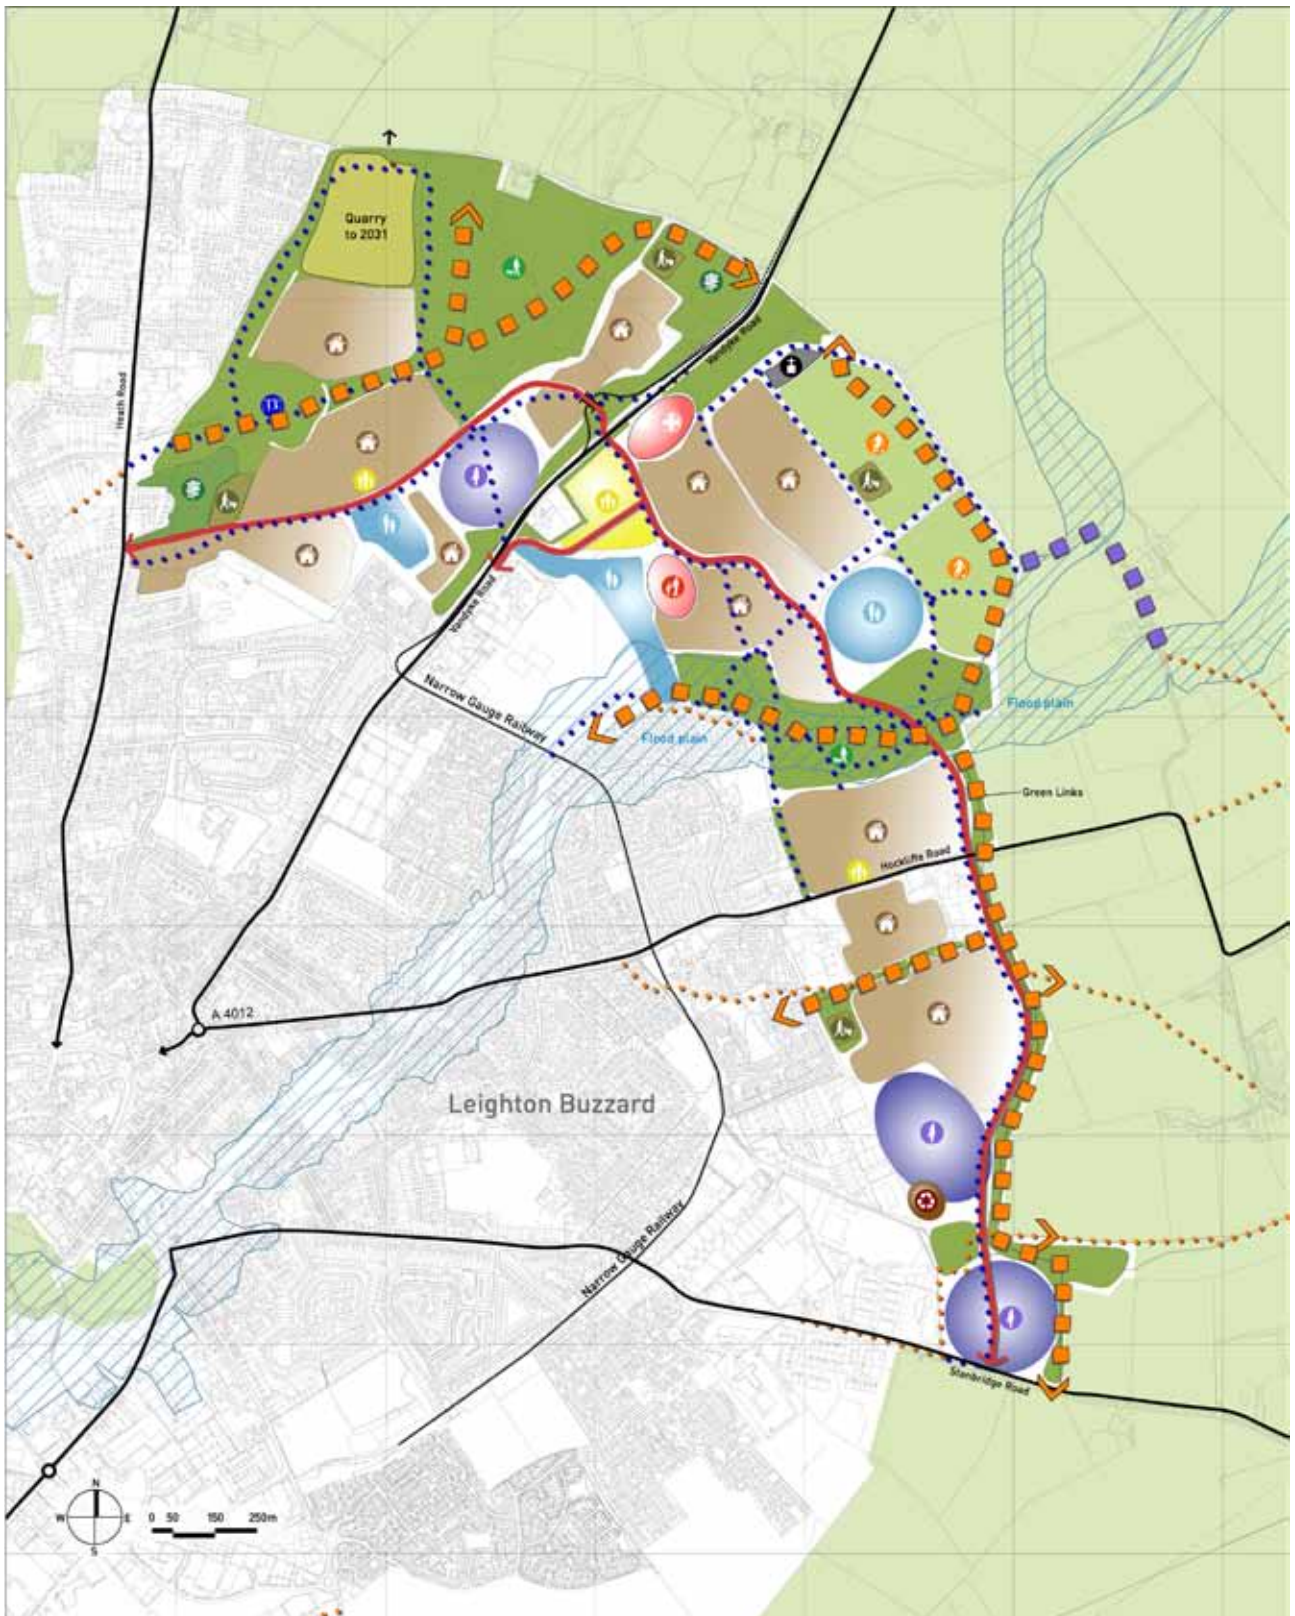 Quarry
to 2031
Heath Road
Vandyke Road
Vandyke Road
Narrow Gauge Railway
Flood plain
Flood plain
Green Links
Hockliffe Road
A 4012
Leighton Buzzard
Narrow Gauge Railway
Stanbridge Road
N
W
E
S
0 50 150 250m